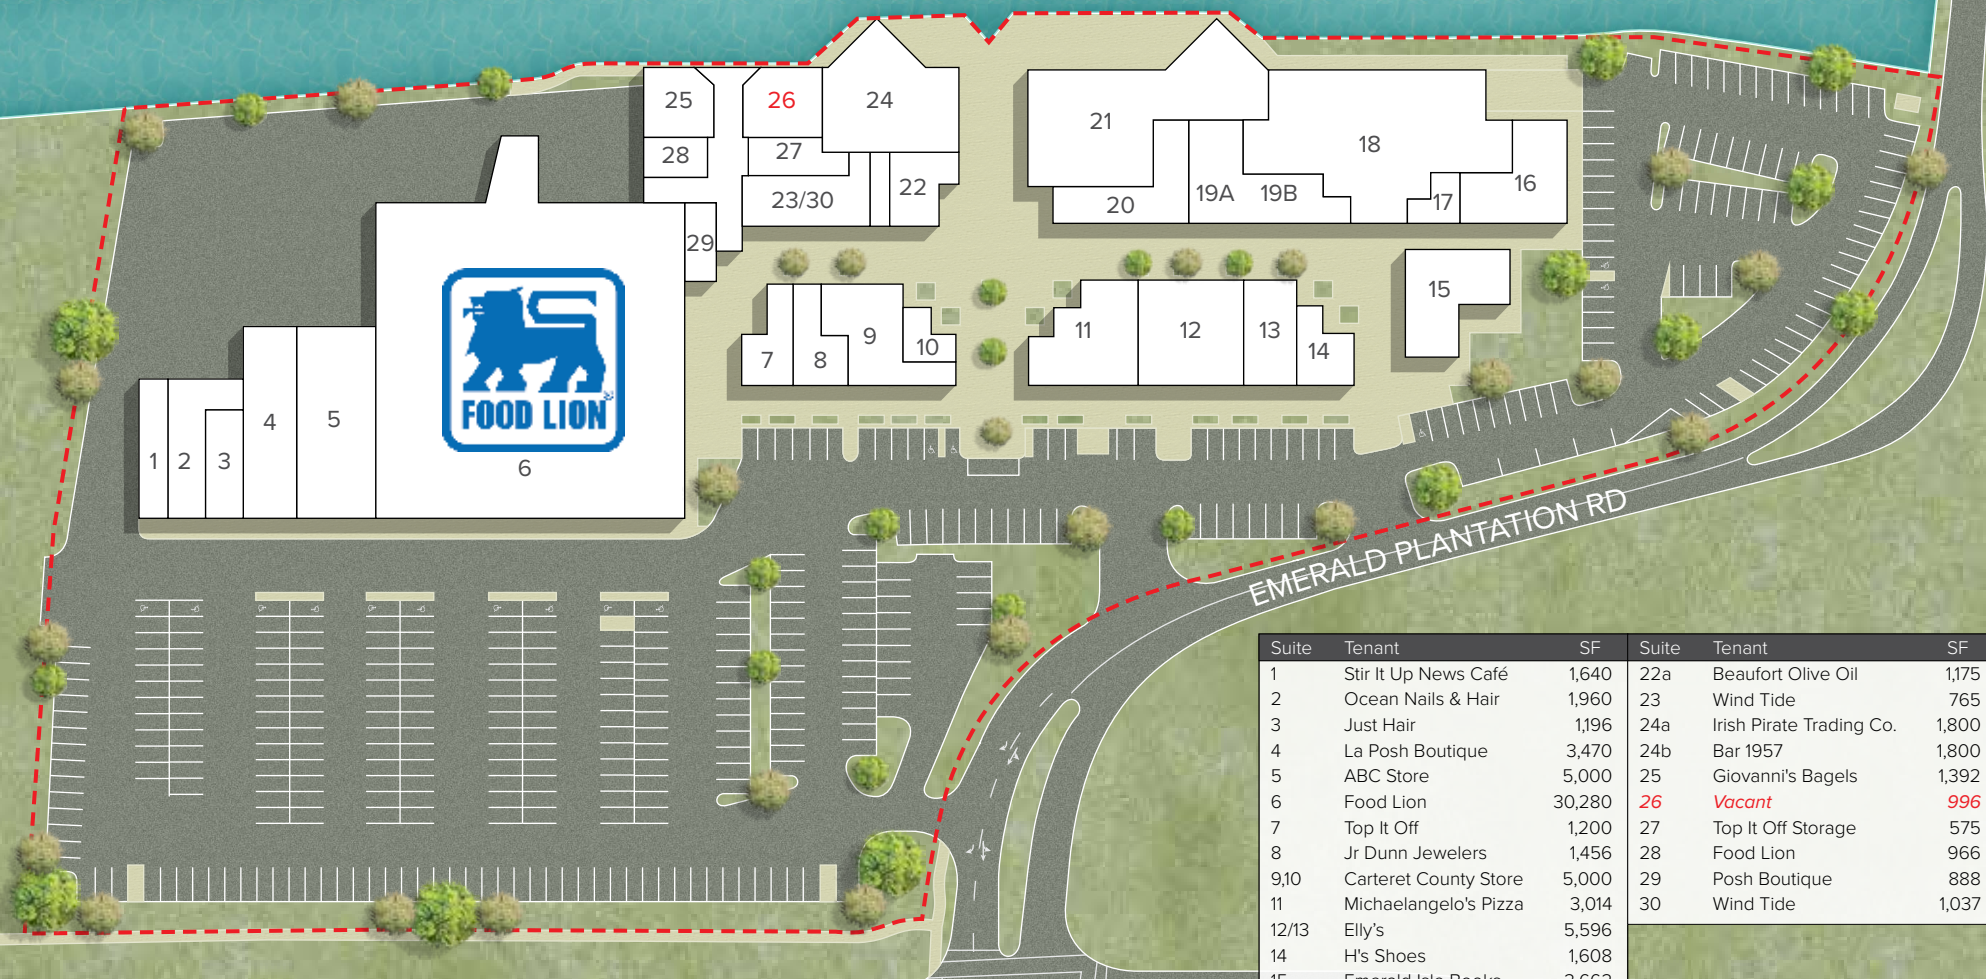 25
26
24
21
28
27
18
23/30
22
20
19A
19B
17
16
29
15
7
8
9
10
11
12
13
14
1
2
3
4
5
FOOD LION
6
EMERALD PLANTATION RD
Suite Tenant SF
1 Stir It Up News Café 1,640
2 Ocean Nails & Hair 1,960
3 Just Hair 1,196
4 La Posh Boutique 3,470
5 ABC Store 5,000
6 Food Lion 30,280
7 Top It Off 1,200
8 Jr Dunn Jewelers 1,456
9,10 Carteret County Store 5,000
11 Michaelangelo's Pizza 3,014
12/13 Elly's 5,596
14 H's Shoes 1,608
Suite Tenant SF
22a Beaufort Olive Oil 1,175
23 Wind Tide 765
24a Irish Pirate Trading Co. 1,800
24b Bar 1957 1,800
25 Giovanni's Bagels 1,392
26 Vacant 996
27 Top It Off Storage 575
28 Food Lion 966
29 Posh Boutique 888
30 Wind Tide 1,037